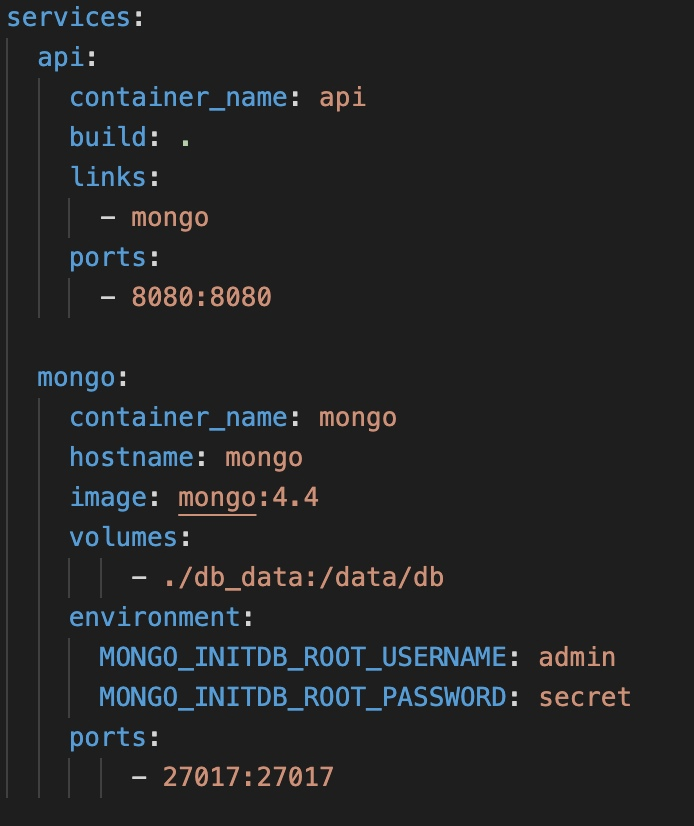 services:
  api:
    container_name: api
    build: .
    links:
      - mongo
    ports:
      - 8080:8080

  mongo:
    container_name: mongo
    hostname: mongo
    image: mongo:4.4
    volumes:
        - ./db_data:/data/db
    environment:
      MONGO_INITDB_ROOT_USERNAME: admin
      MONGO_INITDB_ROOT_PASSWORD: secret
    ports:
        - 27017:27017